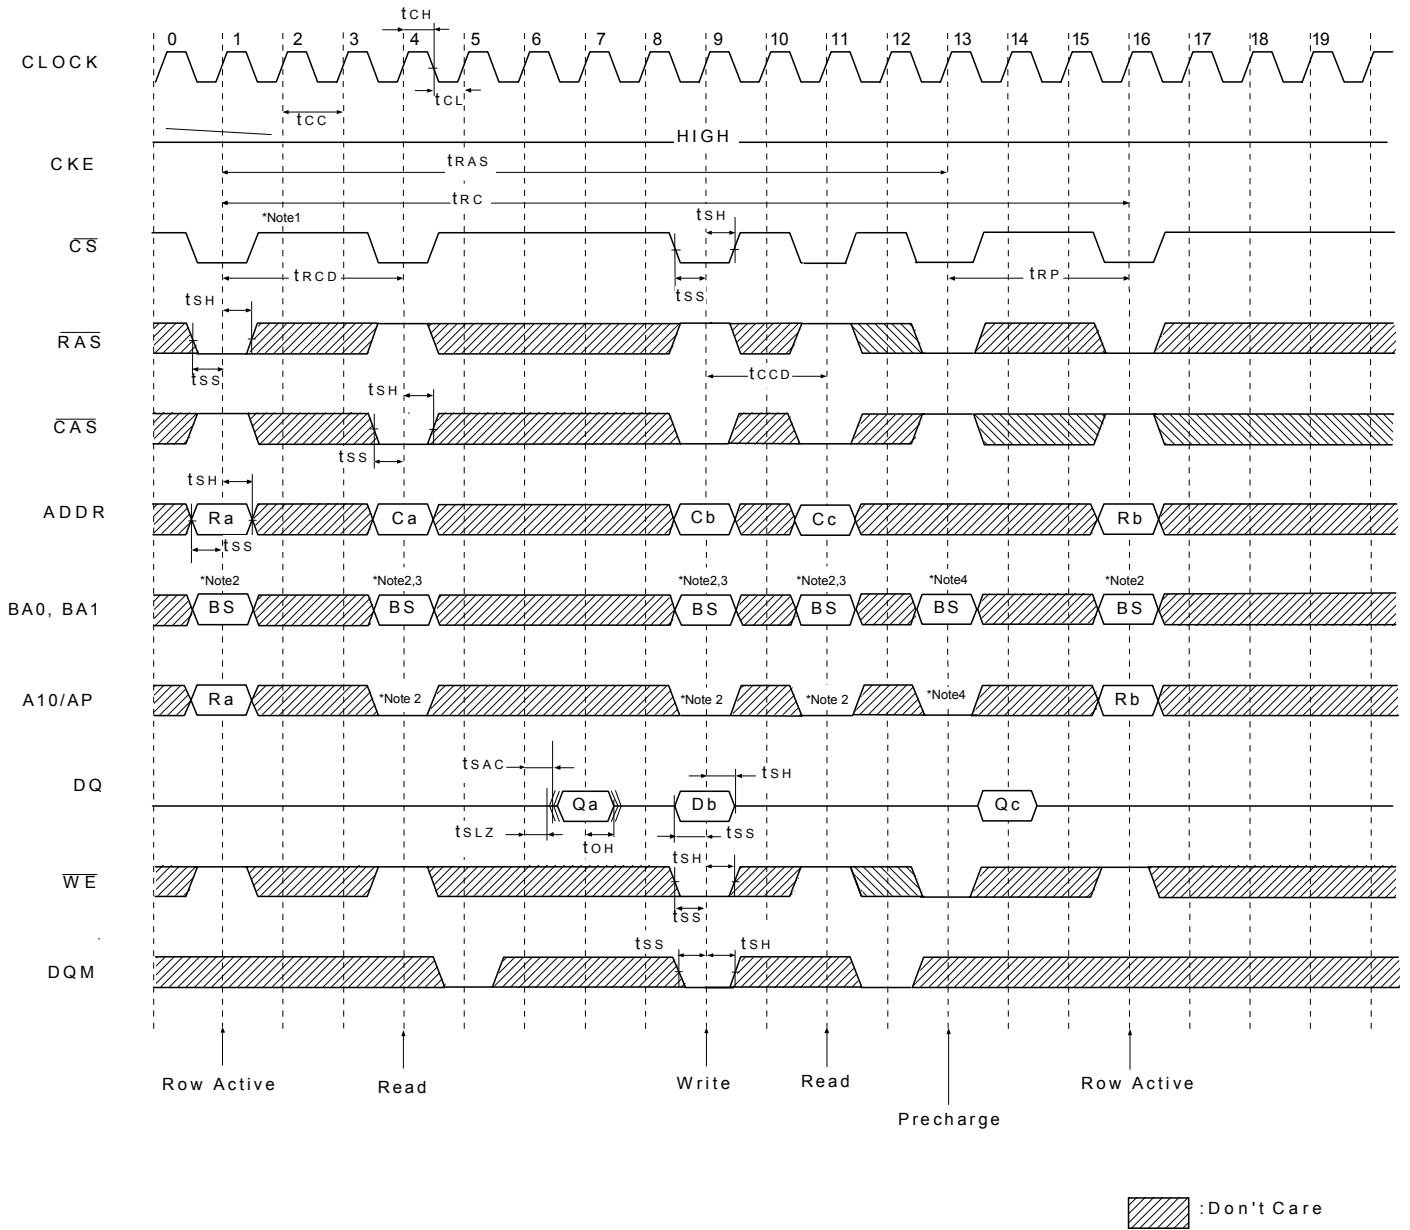 tCH
0 1 2 3 4 5 6 7 8 9 10 11 12 13 14 15 16 17 18 19
CLOCK
tCL
tCC
HIGH
CKE
tRAS
tRC
*Note1
tSH
CS
tRCD
tRP
tSS
tSH
RAS
tSS
tCCD
tSH
CAS
tSS
tSH
ADDR
Ra Ca Cb Cc Rb
tSS
*Note2 *Note2,3 *Note2,3 *Note2,3 *Note4 *Note2
BA0, BA1
BS BS BS BS BS BS
A10/AP
Ra *Note 2 *Note 2 *Note 2 *Note4 Rb
tSAC
tSH
DQ
Qa Db Qc
tSLZ
tOH
tSS
tSH
WE
tSS
tSS tSH
DQM
Row Active Read Write Read Row Active
Precharge
:Don't Care